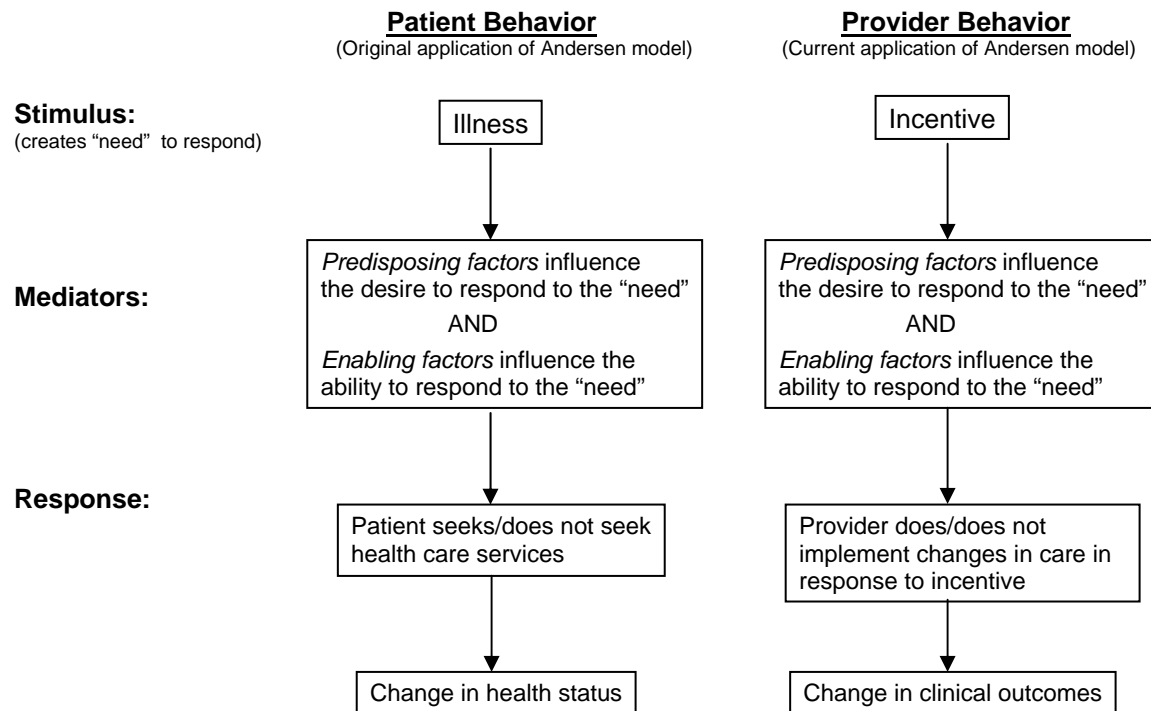 Patient Behavior
(Original application of Andersen model)
Provider Behavior
(Current application of Andersen model)
Stimulus:
(creates “need”  to respond)
Illness
Incentive
Mediators:
Predisposing factors influence
the desire to respond to the “need”
AND
Enabling factors influence the
ability to respond to the “need”
Predisposing factors influence
the desire to respond to the “need”
AND
Enabling factors influence the
ability to respond to the “need”
Response:
Patient seeks/does not seek
health care services
Provider does/does not
implement changes in care in
response to incentive
Change in health status
Change in clinical outcomes